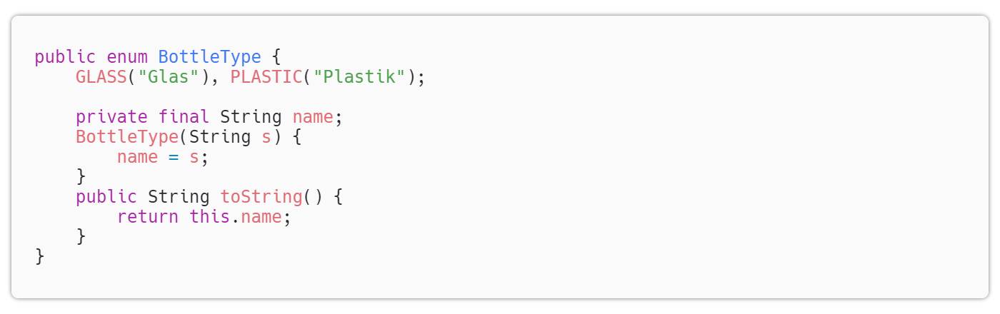 public enum BottleType {
    GLASS("Glas"), PLASTIC("Plastik");

    private final String name;
    BottleType(String s) {
        name = s;
    }
    public String toString() {
        return this.name;
    }
}